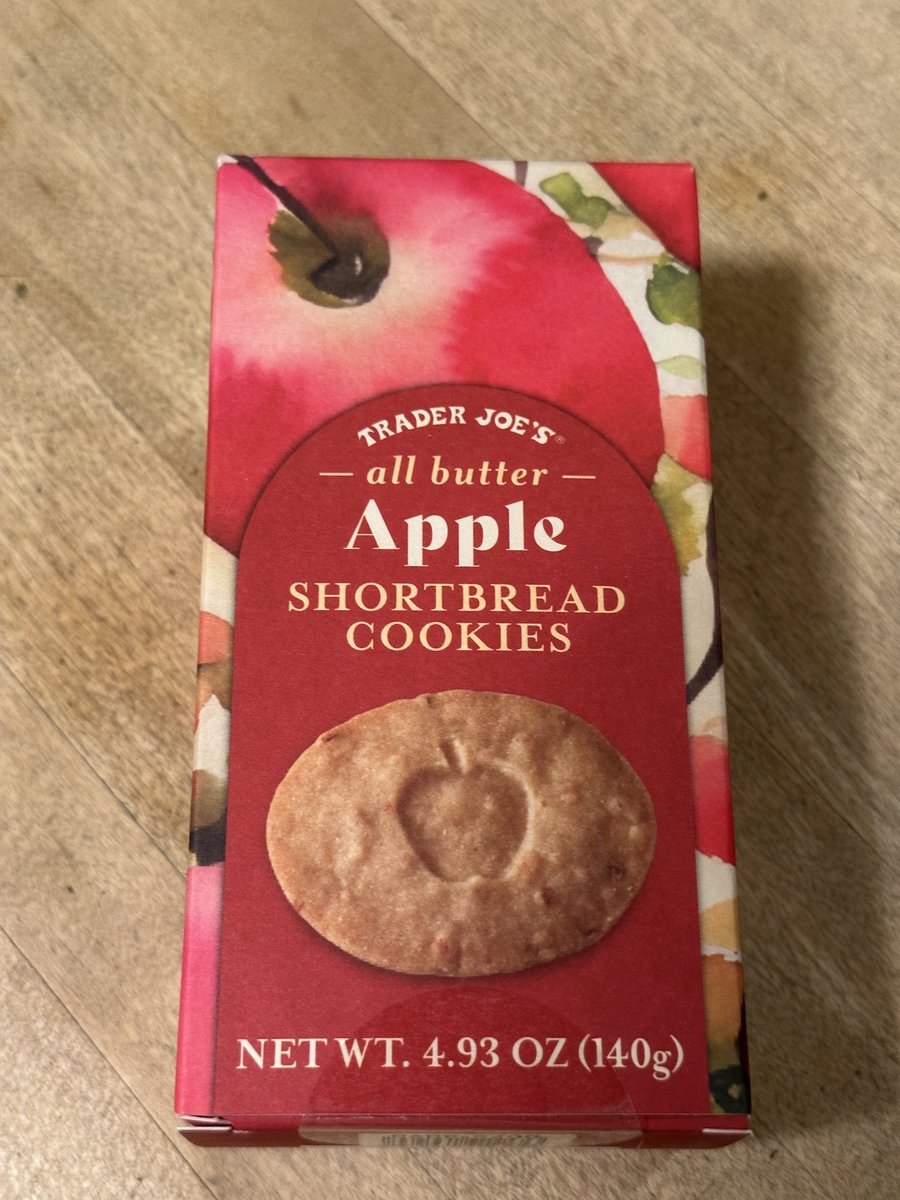 TRADER JOE'S®
— all butter —
Apple
SHORTBREAD
COOKIES
NET WT. 4.93 OZ (140g)